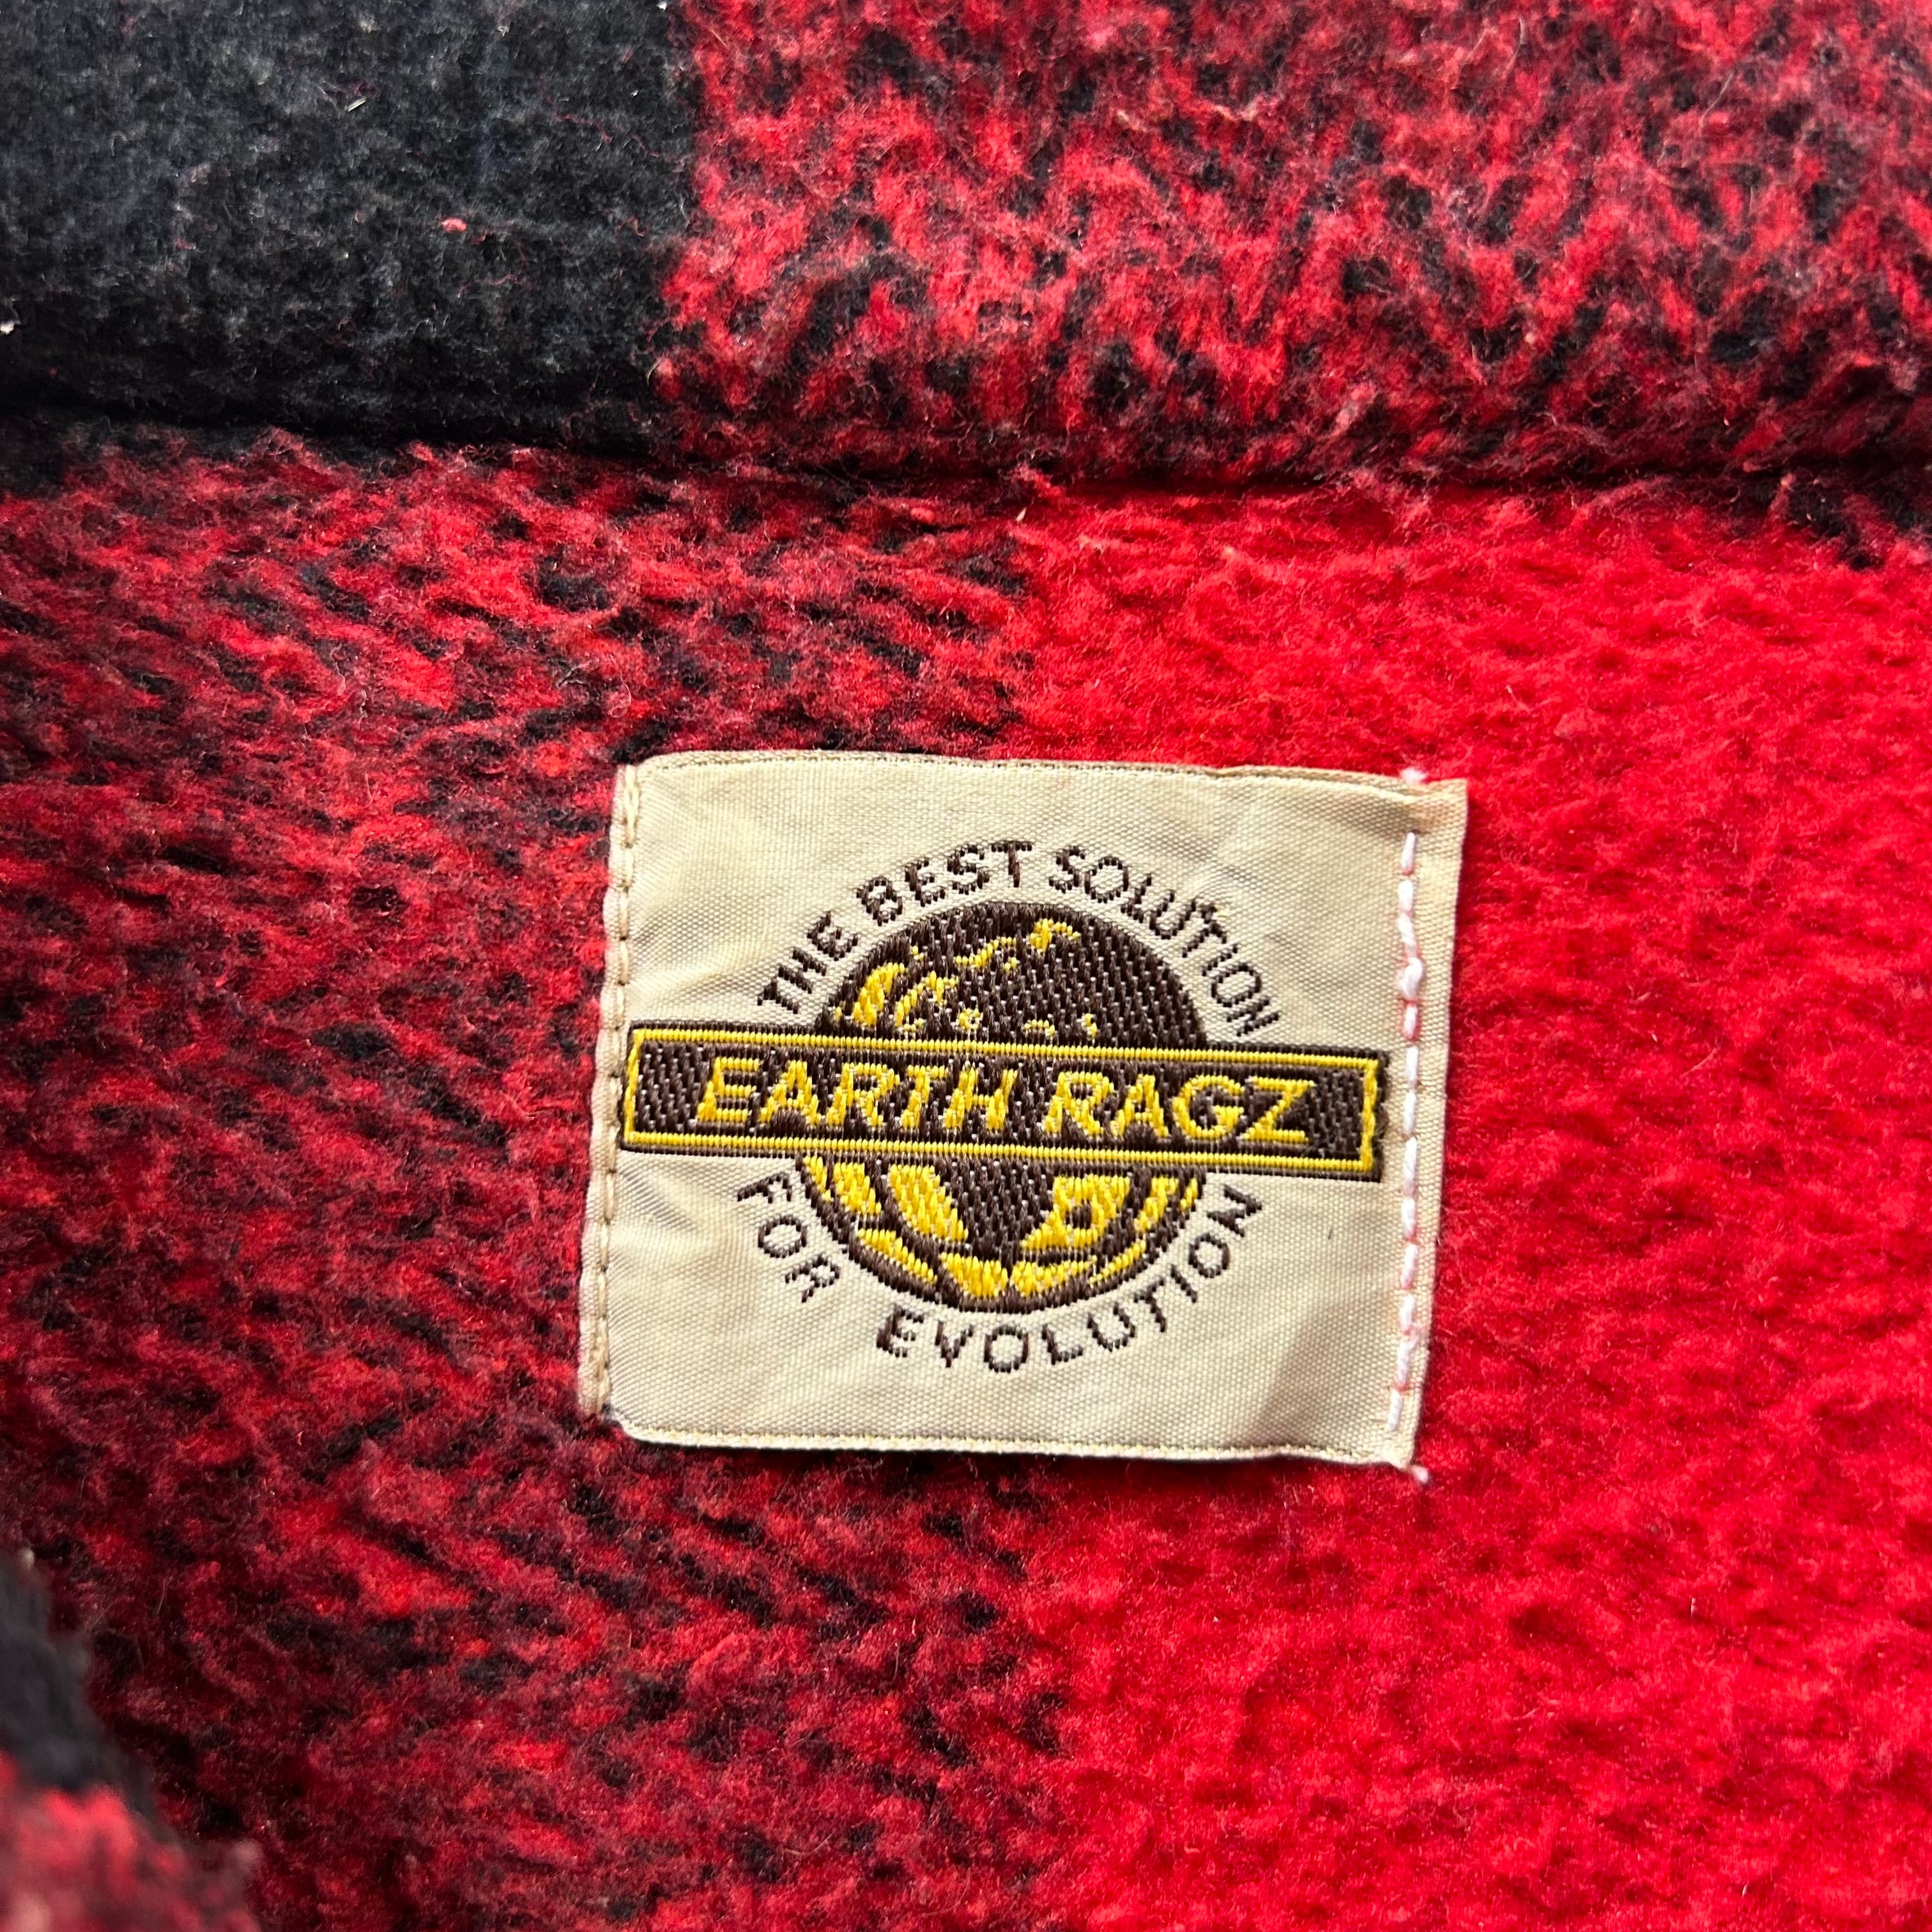 THE BEST SOLUTION
EARTH RAGZ
FOR EVOLUTION